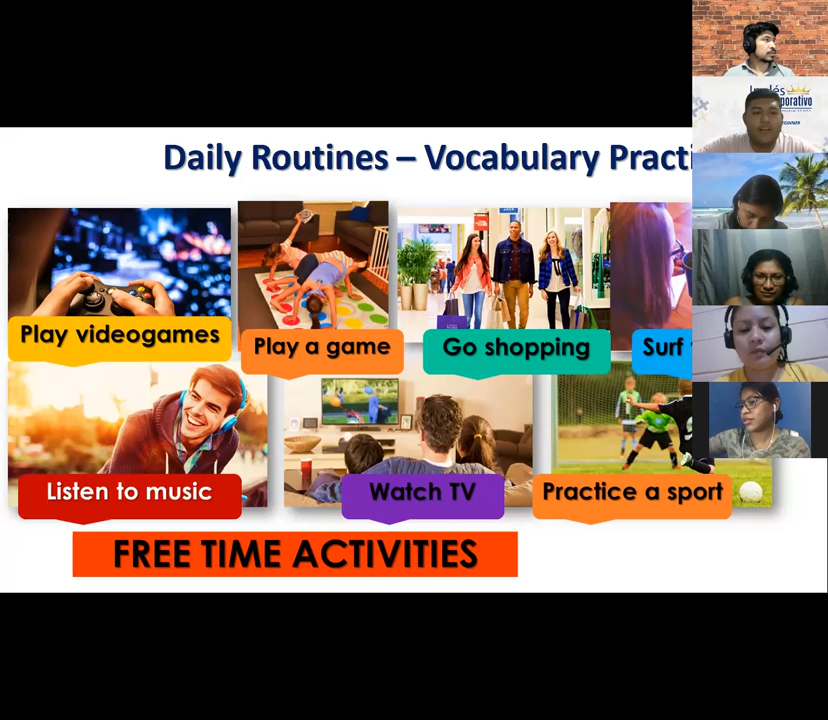 Daily Routines – Vocabulary Practi
Play videogames
Play a game
Go shopping
Surf
Listen to music
Watch TV
Practice a sport
FREE TIME ACTIVITIES